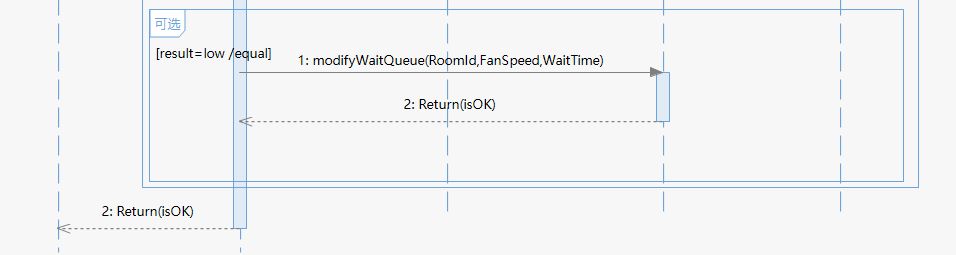 可选
[result=low /equal]
1: modifyWaitQueue(RoomId,FanSpeed,WaitTime)
2: Return(isOK)
2: Return(isOK)